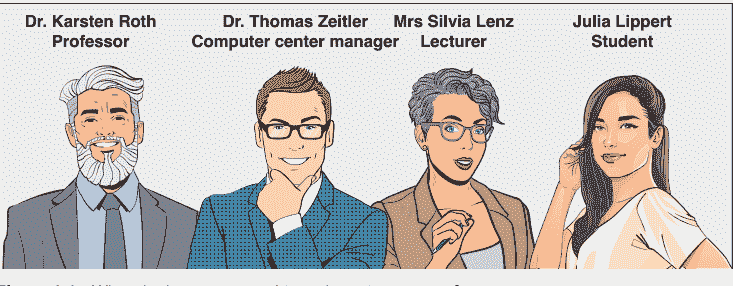 Dr. Karsten Roth
Professor
Dr. Thomas Zeitler
Computer center manager
Mrs Silvia Lenz
Lecturer
Julia Lippert
Student